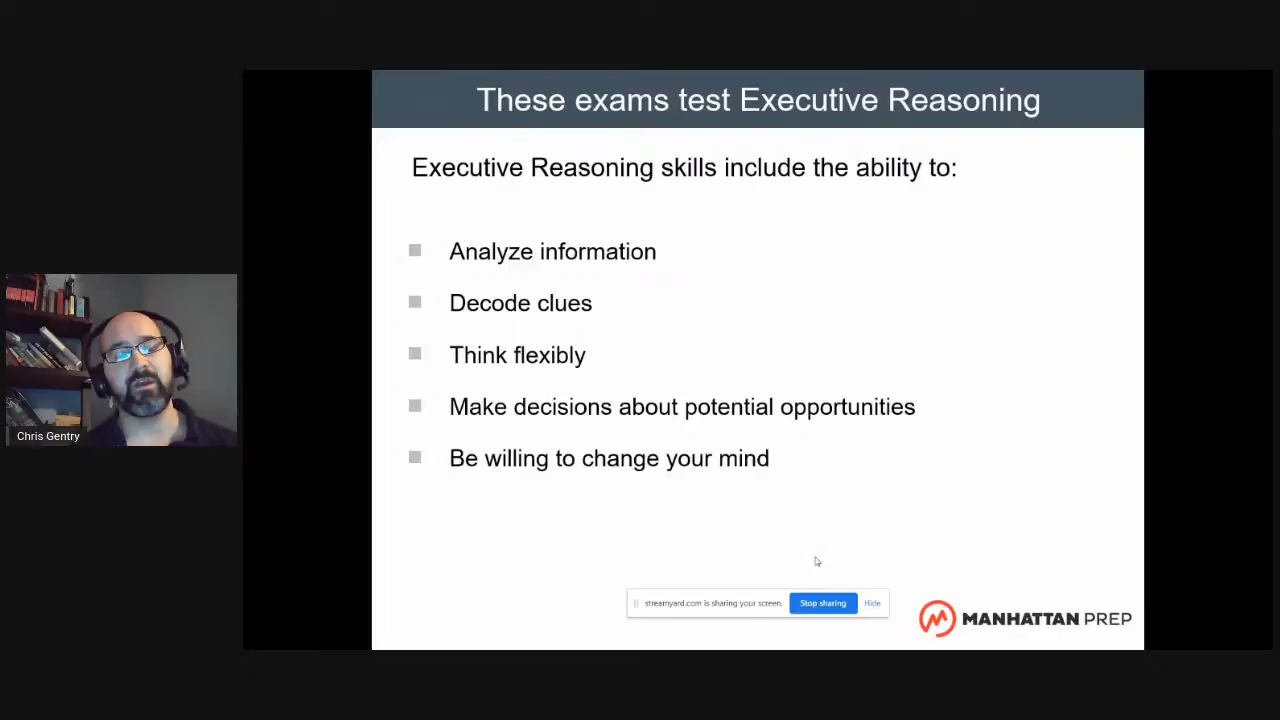 These exams test Executive Reasoning
Executive Reasoning skills include the ability to:
Analyze information
Decode clues
Think flexibly
Make decisions about potential opportunities
Be willing to change your mind
Chris Gentry
streamyard.com is sharing your screen. Stop sharing Hide
MANHATTAN PREP